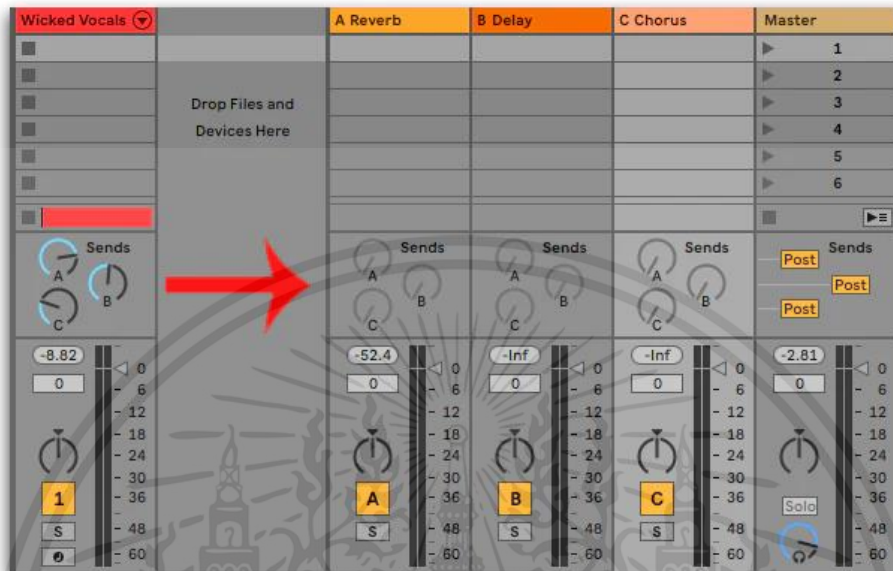 Wicked Vocals A Reverb B Delay C Chorus Master
1
2
Drop Files and 3
Devices Here 4
5
6
Sends Sends Sends Sends Sends
A B C A B C A B C A B C Post Post Post
-8.82 -52.4 -Inf -Inf -2.81
0 0 0 0 0 0 0 0 0 0
6 6 6 6 6
12 12 12 12 12
18 18 18 18 18
24 24 24 24 24
30 30 30 30 30
1 36 A 36 B 36 C 36 36
Solo
S 48 S 48 S 48 S 48 48
60 60 60 60 60